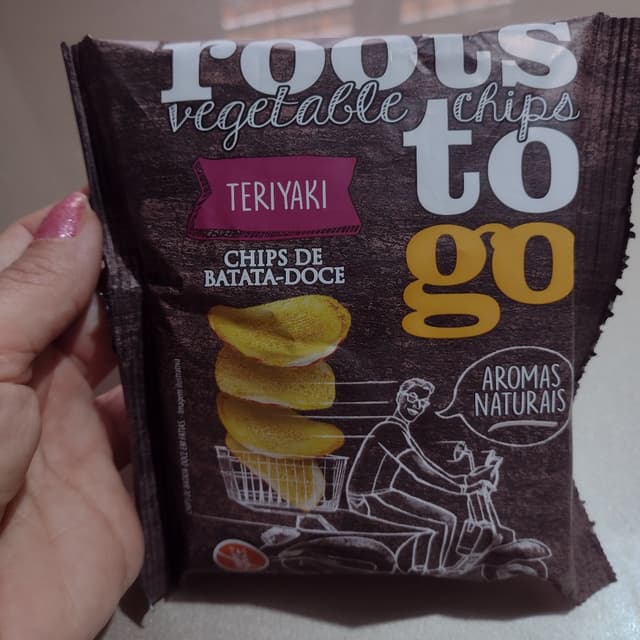 roots
vegetable chips
to
go
TERIYAKI
CHIPS DE
BATATA-DOCE
AROMAS
NATURAIS